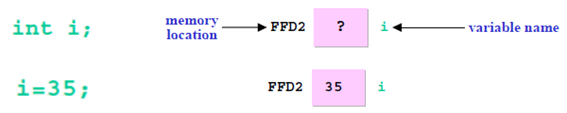 int i;
memory
location
FFD2
?
i
variable name
i=35;
FFD2
35
i